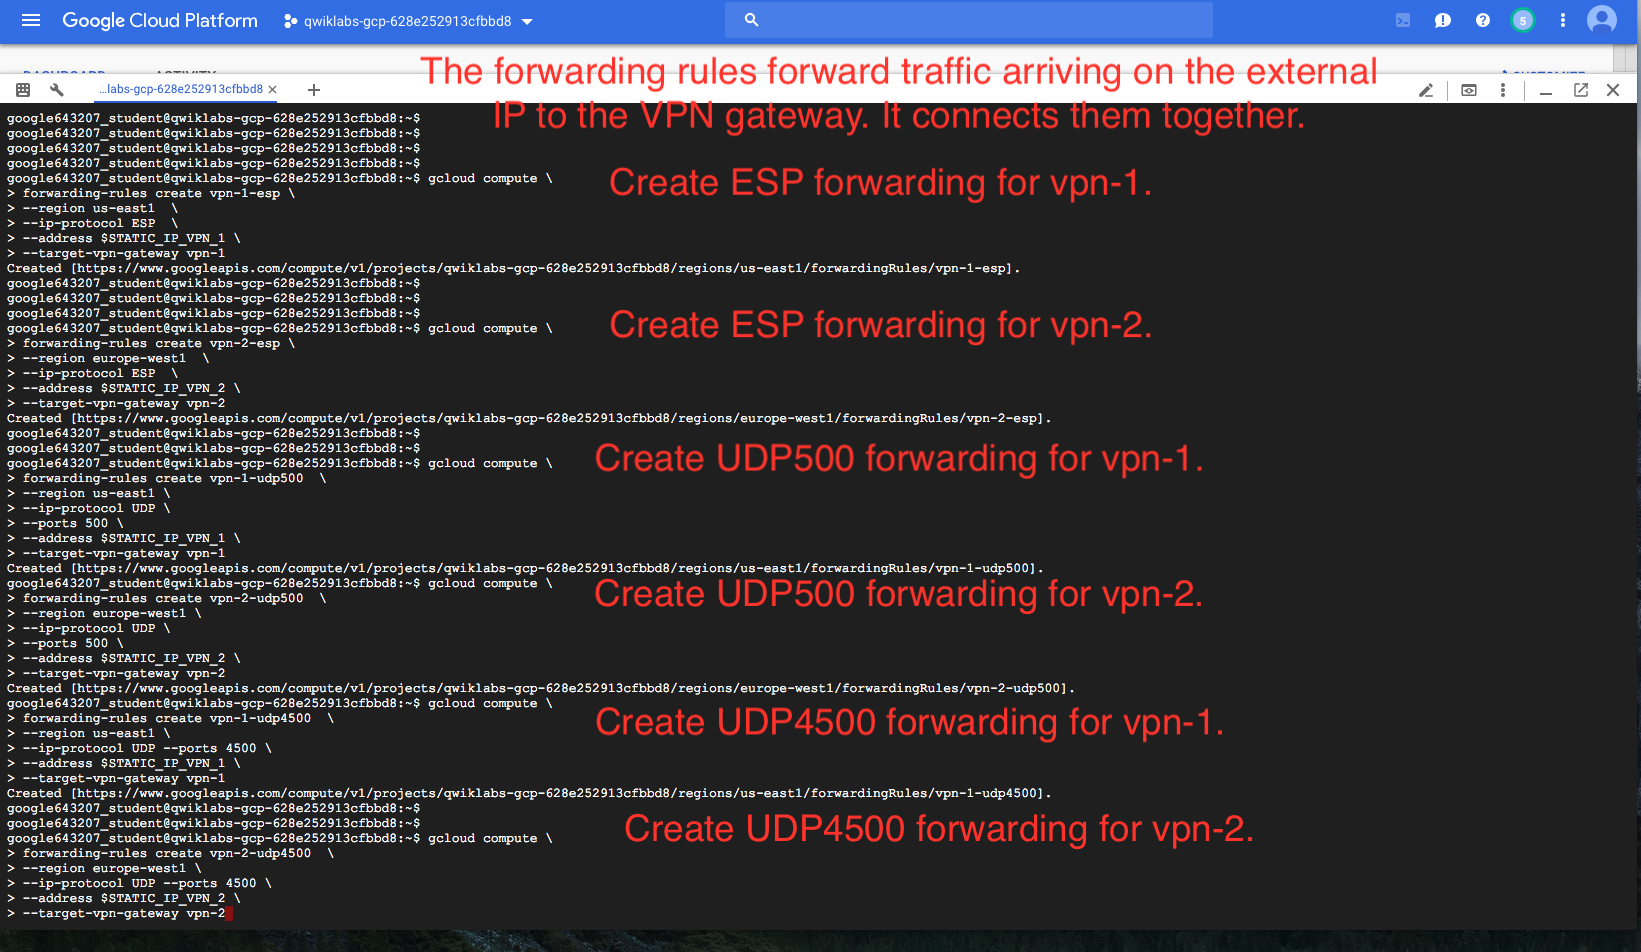 Google Cloud Platform qwiklabs-gcp-628e252913cfbbd8 5
DASHBOARD ACTIVITY CUSTOMIZE
...labs-gcp-628e252913cfbbd8 × +
The forwarding rules forward traffic arriving on the external
IP to the VPN gateway. It connects them together.
google643207_student@qwiklabs-gcp-628e252913cfbbd8:~$
google643207_student@qwiklabs-gcp-628e252913cfbbd8:~$
google643207_student@qwiklabs-gcp-628e252913cfbbd8:~$
google643207_student@qwiklabs-gcp-628e252913cfbbd8:~$
google643207_student@qwiklabs-gcp-628e252913cfbbd8:~$ gcloud compute \
Create ESP forwarding for vpn-1.
> forwarding-rules create vpn-1-esp \
> --region us-east1  \
> --ip-protocol ESP  \
> --address $STATIC_IP_VPN_1 \
> --target-vpn-gateway vpn-1
Created [https://www.googleapis.com/compute/v1/projects/qwiklabs-gcp-628e252913cfbbd8/regions/us-east1/forwardingRules/vpn-1-esp].
google643207_student@qwiklabs-gcp-628e252913cfbbd8:~$
google643207_student@qwiklabs-gcp-628e252913cfbbd8:~$
google643207_student@qwiklabs-gcp-628e252913cfbbd8:~$
google643207_student@qwiklabs-gcp-628e252913cfbbd8:~$ gcloud compute \
Create ESP forwarding for vpn-2.
> forwarding-rules create vpn-2-esp \
> --region europe-west1  \
> --ip-protocol ESP  \
> --address $STATIC_IP_VPN_2 \
> --target-vpn-gateway vpn-2
Created [https://www.googleapis.com/compute/v1/projects/qwiklabs-gcp-628e252913cfbbd8/regions/europe-west1/forwardingRules/vpn-2-esp].
google643207_student@qwiklabs-gcp-628e252913cfbbd8:~$
google643207_student@qwiklabs-gcp-628e252913cfbbd8:~$
google643207_student@qwiklabs-gcp-628e252913cfbbd8:~$ gcloud compute \
Create UDP500 forwarding for vpn-1.
> forwarding-rules create vpn-1-udp500  \
> --region us-east1 \
> --ip-protocol UDP \
> --ports 500 \
> --address $STATIC_IP_VPN_1 \
> --target-vpn-gateway vpn-1
Created [https://www.googleapis.com/compute/v1/projects/qwiklabs-gcp-628e252913cfbbd8/regions/us-east1/forwardingRules/vpn-1-udp500].
google643207_student@qwiklabs-gcp-628e252913cfbbd8:~$ gcloud compute \
Create UDP500 forwarding for vpn-2.
> forwarding-rules create vpn-2-udp500  \
> --region europe-west1 \
> --ip-protocol UDP \
> --ports 500 \
> --address $STATIC_IP_VPN_2 \
> --target-vpn-gateway vpn-2
Created [https://www.googleapis.com/compute/v1/projects/qwiklabs-gcp-628e252913cfbbd8/regions/europe-west1/forwardingRules/vpn-2-udp500].
google643207_student@qwiklabs-gcp-628e252913cfbbd8:~$ gcloud compute \
Create UDP4500 forwarding for vpn-1.
> forwarding-rules create vpn-1-udp4500  \
> --region us-east1 \
> --ip-protocol UDP --ports 4500 \
> --address $STATIC_IP_VPN_1 \
> --target-vpn-gateway vpn-1
Created [https://www.googleapis.com/compute/v1/projects/qwiklabs-gcp-628e252913cfbbd8/regions/us-east1/forwardingRules/vpn-1-udp4500].
google643207_student@qwiklabs-gcp-628e252913cfbbd8:~$
google643207_student@qwiklabs-gcp-628e252913cfbbd8:~$
google643207_student@qwiklabs-gcp-628e252913cfbbd8:~$ gcloud compute \
Create UDP4500 forwarding for vpn-2.
> forwarding-rules create vpn-2-udp4500  \
> --region europe-west1 \
> --ip-protocol UDP --ports 4500 \
> --address $STATIC_IP_VPN_2 \
> --target-vpn-gateway vpn-2